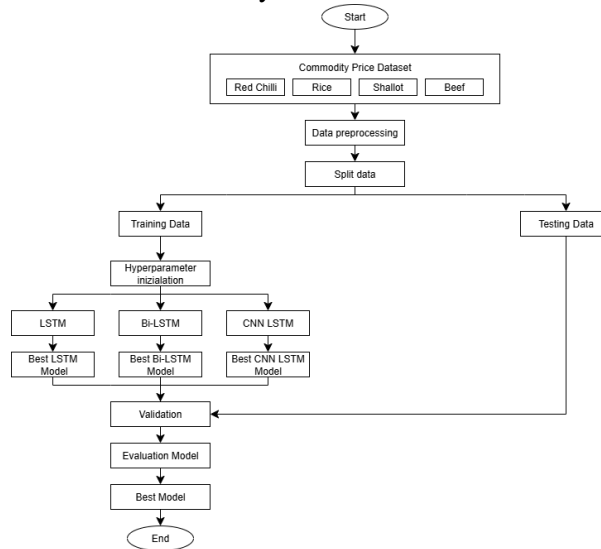 Start
Commodity Price Dataset
Red Chilli
Rice
Shallot
Beef
Data preprocessing
Split data
Training Data
Testing Data
Hyperparameter
inizialation
LSTM
Bi-LSTM
CNN LSTM
Best LSTM
Model
Best Bi-LSTM
Model
Best CNN LSTM
Model
Validation
Evaluation Model
Best Model
End